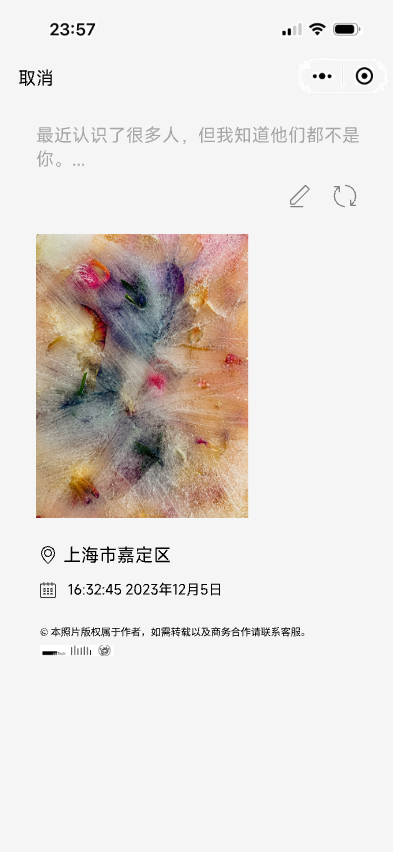 23:57
取消
最近认识了很多人，但我知道他们都不是
你。...
上海市嘉定区
16:32:45 2023年12月5日
© 本照片版权属于作者，如需转载以及商务合作请联系客服。